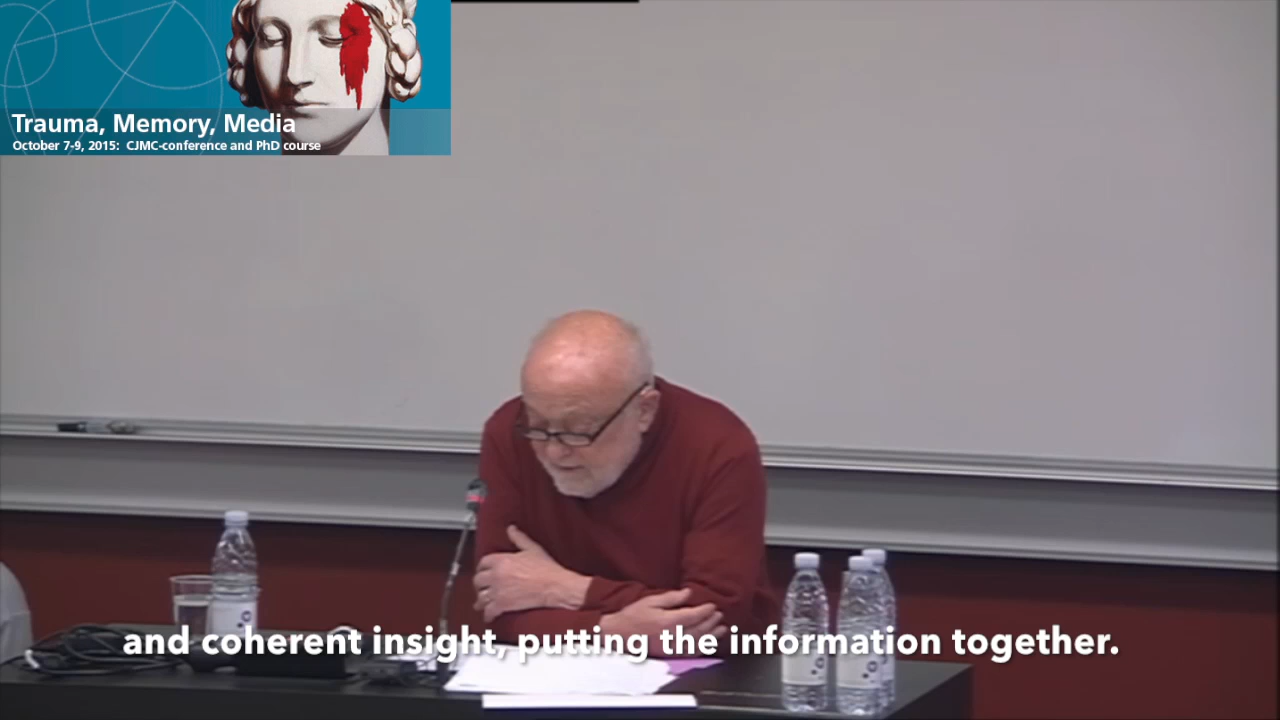 Trauma, Memory, Media
October 7-9, 2015: CJMC-conference and PhD course
and coherent insight, putting the information together.